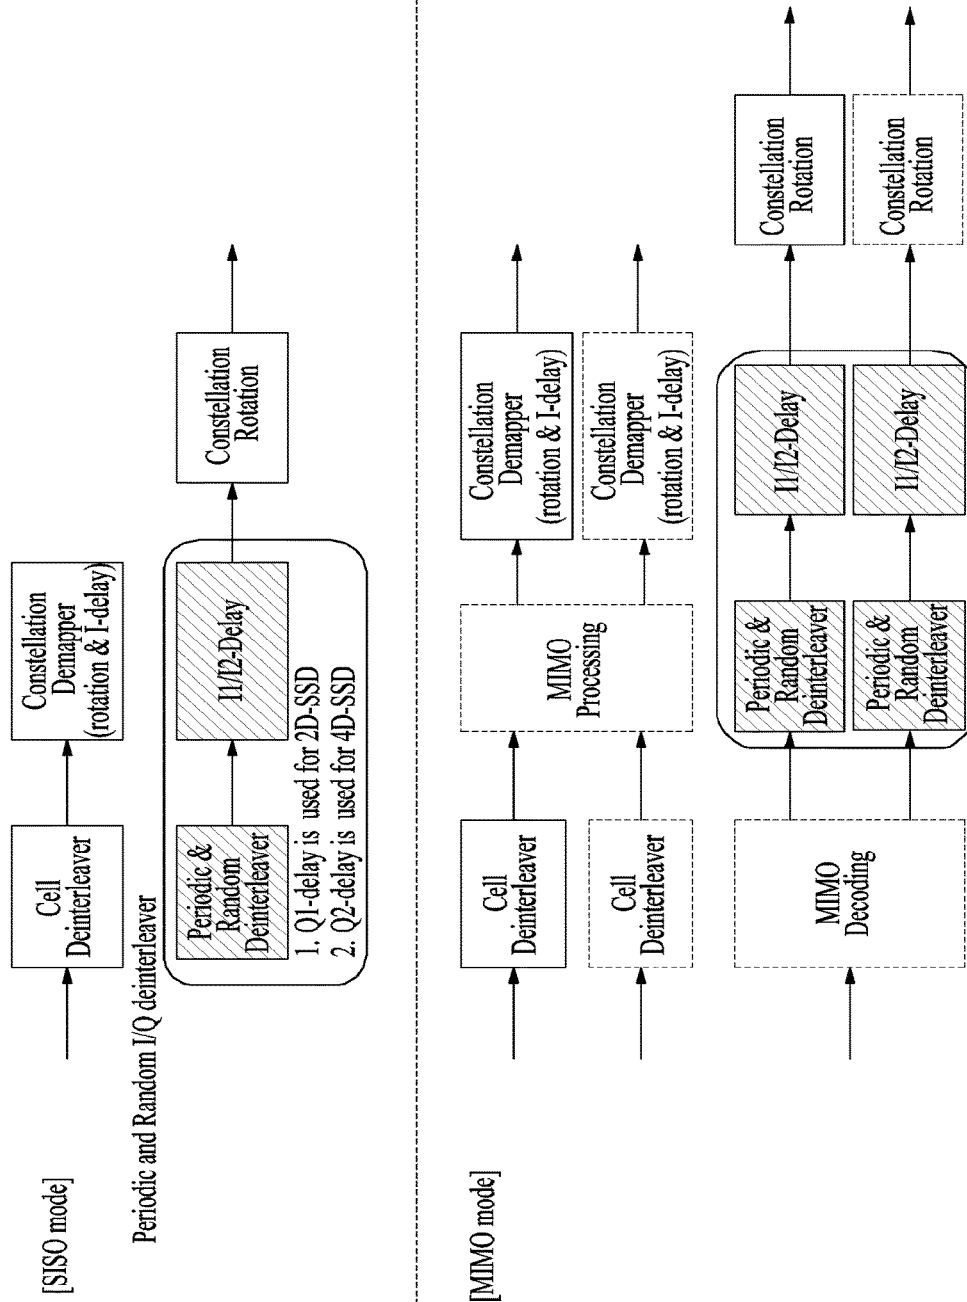 [SISO mode]
Cell
Deinterleaver
Constellation
Demapper
(rotation & I-delay)
Periodic and Random I/Q deinterleaver
Periodic &
Random
Deinterleaver
I1/I2-Delay
Constellation
Rotation
1. Q1-delay is used for 2D-SSD
2. Q2-delay is used for 4D-SSD
[MIMO mode]
Cell
Deinterleaver
Cell
Deinterleaver
MIMO
Processing
Constellation
Demapper
(rotation & I-delay)
Constellation
Demapper
(rotation & I-delay)
MIMO
Decoding
Periodic &
Random
Deinterleaver
I1/I2-Delay
Constellation
Rotation
Periodic &
Random
Deinterleaver
I1/I2-Delay
Constellation
Rotation